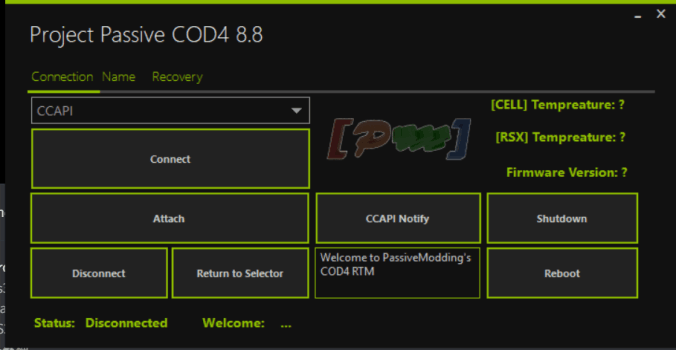 Project Passive COD4 8.8
Connection Name Recovery
CCAPI
[CELL] Tempreature: ?
[RSX] Tempreature: ?
Firmware Version: ?
Connect
Attach
CCAPI Notify
Shutdown
Disconnect
Return to Selector
Welcome to PassiveModding's
COD4 RTM
Reboot
Status: Disconnected
Welcome: ...